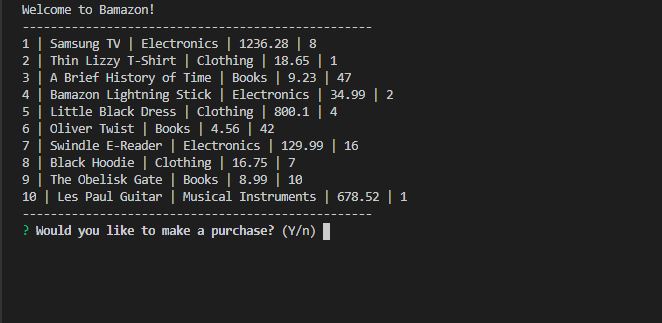 Welcome to Bamazon!
--------------------------------------------------
1 | Samsung TV | Electronics | 1236.28 | 8
2 | Thin Lizzy T-Shirt | Clothing | 18.65 | 1
3 | A Brief History of Time | Books | 9.23 | 47
4 | Bamazon Lightning Stick | Electronics | 34.99 | 2
5 | Little Black Dress | Clothing | 800.1 | 4
6 | Oliver Twist | Books | 4.56 | 42
7 | Swindle E-Reader | Electronics | 129.99 | 16
8 | Black Hoodie | Clothing | 16.75 | 7
9 | The Obelisk Gate | Books | 8.99 | 10
10 | Les Paul Guitar | Musical Instruments | 678.52 | 1
--------------------------------------------------
? Would you like to make a purchase? (Y/n)